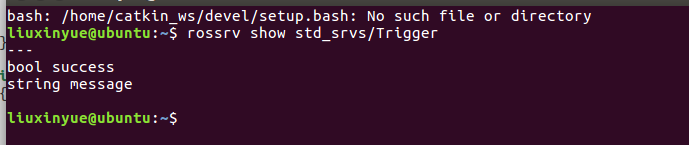 bash: /home/catkin_ws/devel/setup.bash: No such file or directory
liuxinyue@ubuntu:~$ rossrv show std_srvs/Trigger
---
bool success
string message
liuxinyue@ubuntu:~$